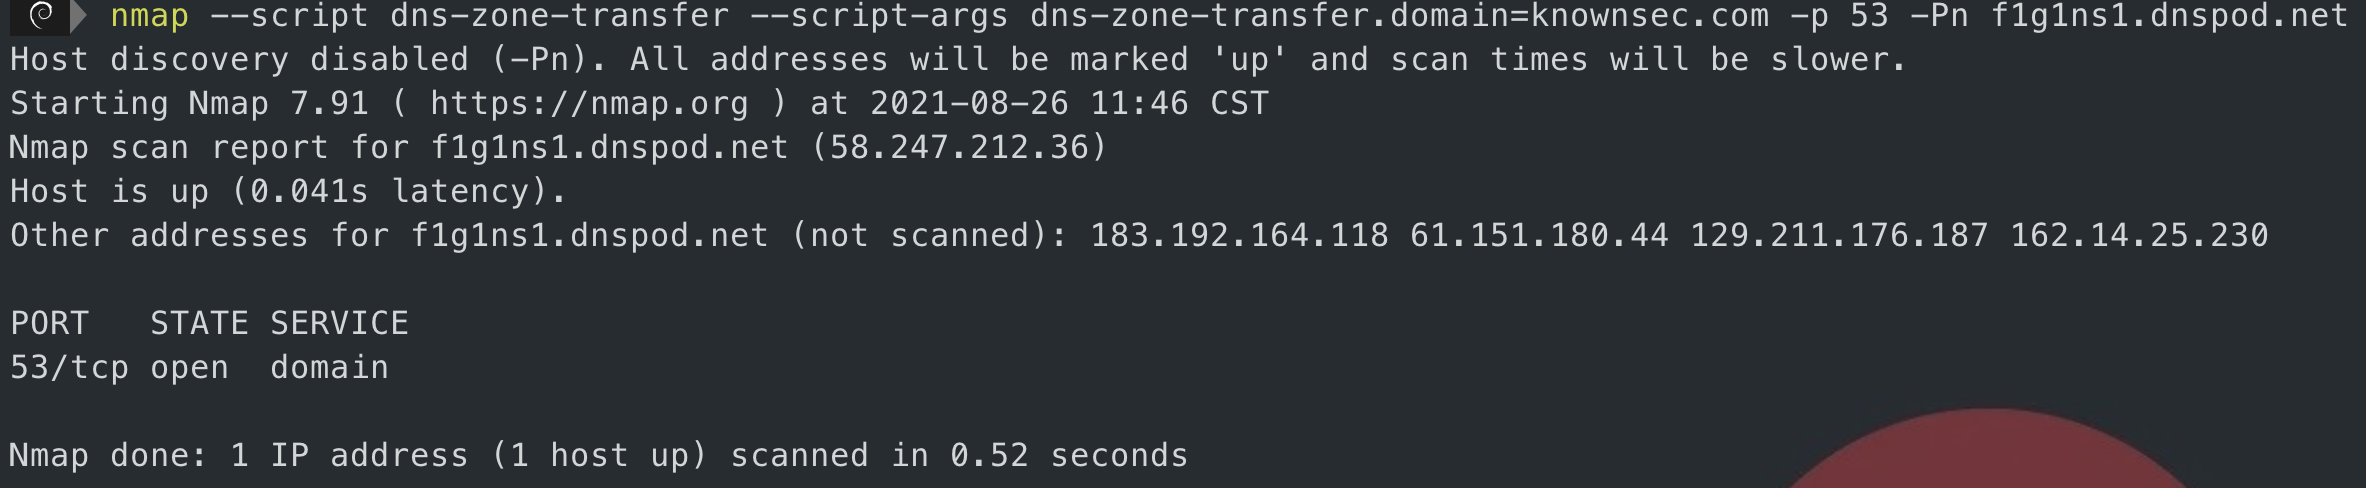 nmap --script dns-zone-transfer --script-args dns-zone-transfer.domain=knownsec.com -p 53 -Pn f1g1ns1.dnspod.net
Host discovery disabled (-Pn). All addresses will be marked 'up' and scan times will be slower.
Starting Nmap 7.91 ( https://nmap.org ) at 2021-08-26 11:46 CST
Nmap scan report for f1g1ns1.dnspod.net (58.247.212.36)
Host is up (0.041s latency).
Other addresses for f1g1ns1.dnspod.net (not scanned): 183.192.164.118 61.151.180.44 129.211.176.187 162.14.25.230
PORT   STATE SERVICE
53/tcp open  domain
Nmap done: 1 IP address (1 host up) scanned in 0.52 seconds